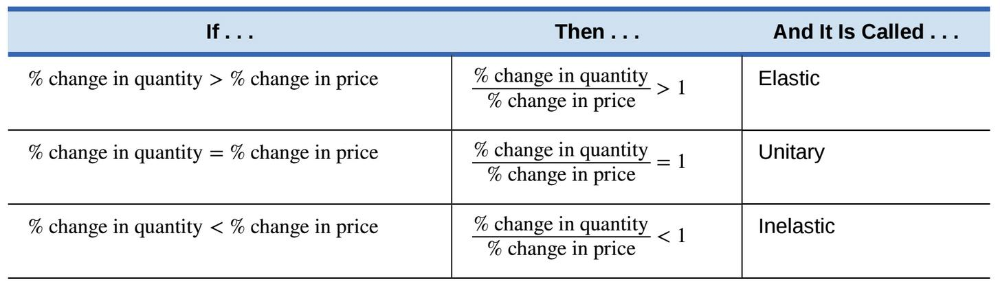 If . . . Then . . . And It Is Called . . .
% change in quantity > % change in price
% change in quantity
% change in price
> 1
Elastic
% change in quantity = % change in price
% change in quantity
% change in price
= 1
Unitary
% change in quantity < % change in price
% change in quantity
% change in price
< 1
Inelastic